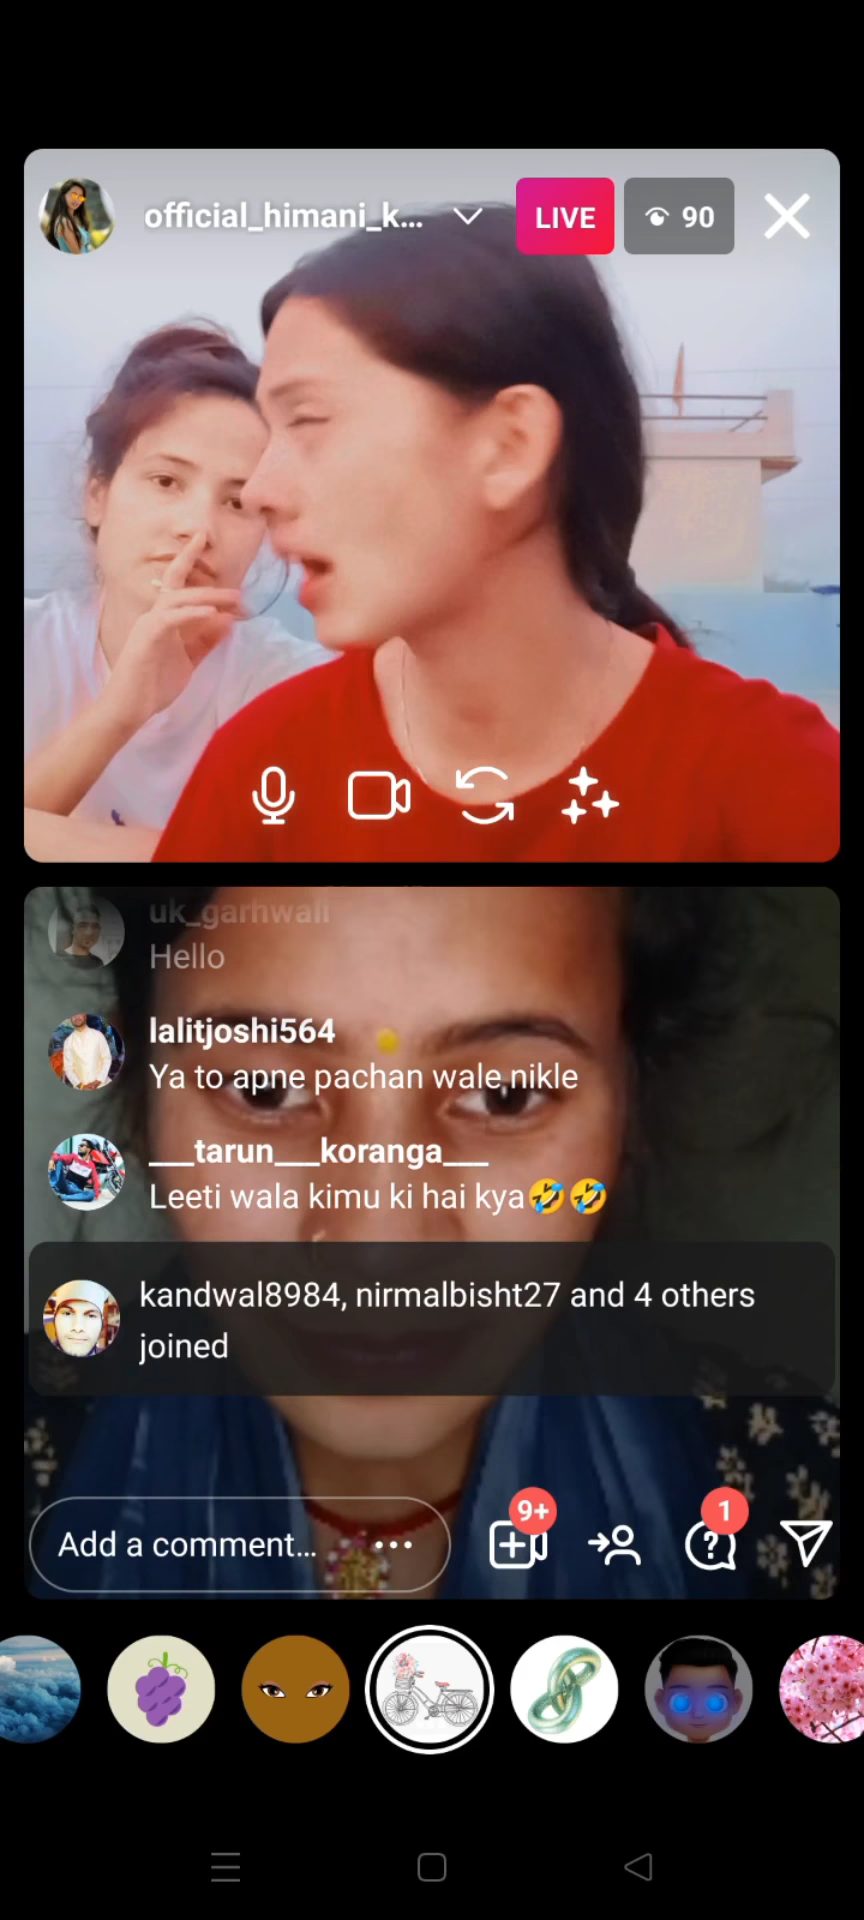 official_himani_k...
LIVE
90
uk_garhwali
Hello
lalitjoshi564
Ya to apne pachan wale nikle
___tarun___koranga___
Leeti wala kimu ki hai kya🤣🤣
kandwal8984, nirmalbisht27 and 4 others
joined
9+
1
Add a comment...